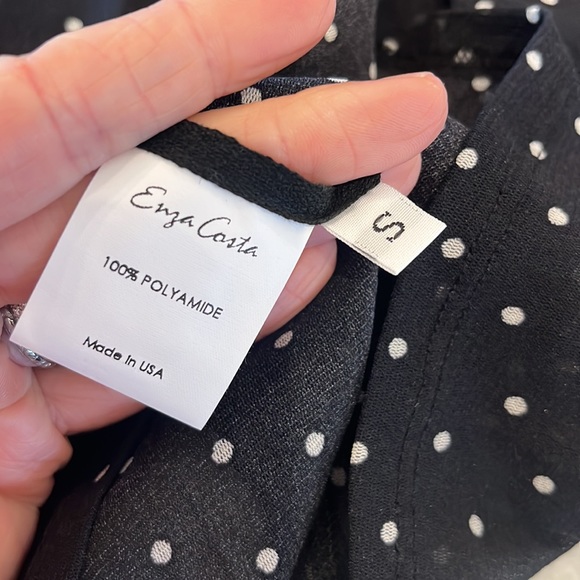 Enza Costa
100% POLYAMIDE
Made in USA
S